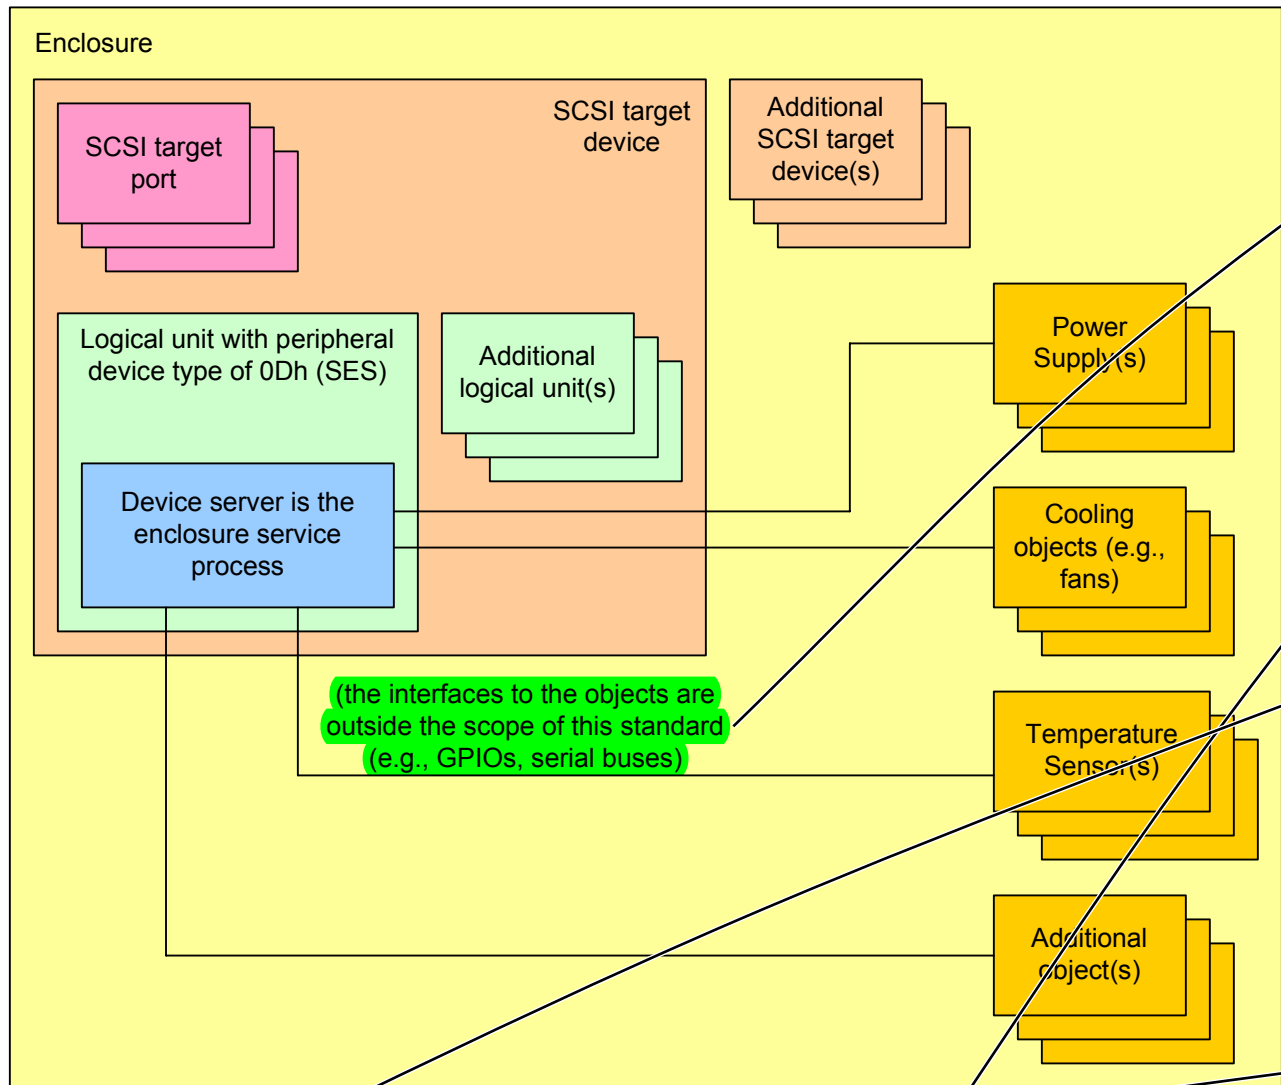 Enclosure
SCSI target
device
SCSI target
port
Additional
SCSI target
device(s)
Logical unit with peripheral
device type of 0Dh (SES)
Additional
logical unit(s)
Power
Supply(s)
Device server is the
enclosure service
process
Cooling
objects (e.g.,
fans)
(the interfaces to the objects are
outside the scope of this standard
(e.g., GPIOs, serial buses)
Temperature
Sensor(s)
Additional
object(s)